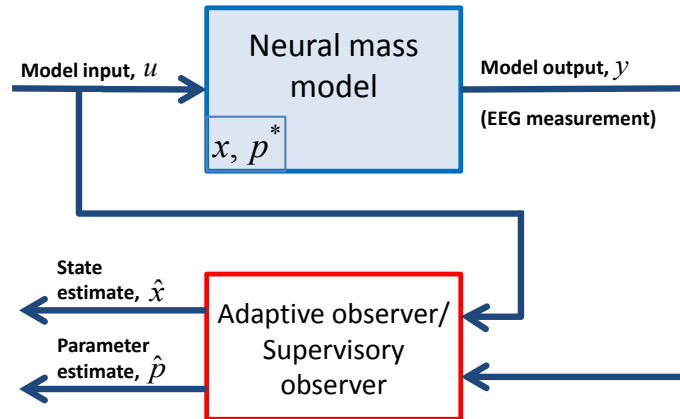 Neural mass
model
Model input, u
Model output, y
(EEG measurement)
x, p*
State
estimate, x̂
Parameter
estimate, p̂
Adaptive observer/
Supervisory
observer